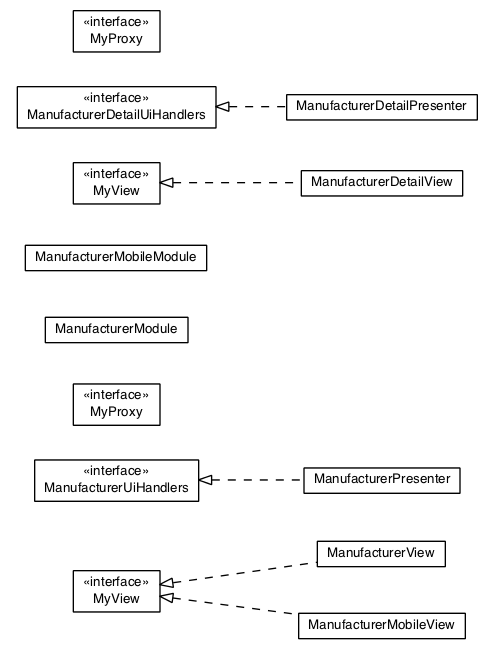 «interface»
MyProxy
«interface»
ManufacturerDetailUiHandlers
ManufacturerDetailPresenter
«interface»
MyView
ManufacturerDetailView
ManufacturerMobileModule
ManufacturerModule
«interface»
MyProxy
«interface»
ManufacturerUiHandlers
ManufacturerPresenter
ManufacturerView
«interface»
MyView
ManufacturerMobileView